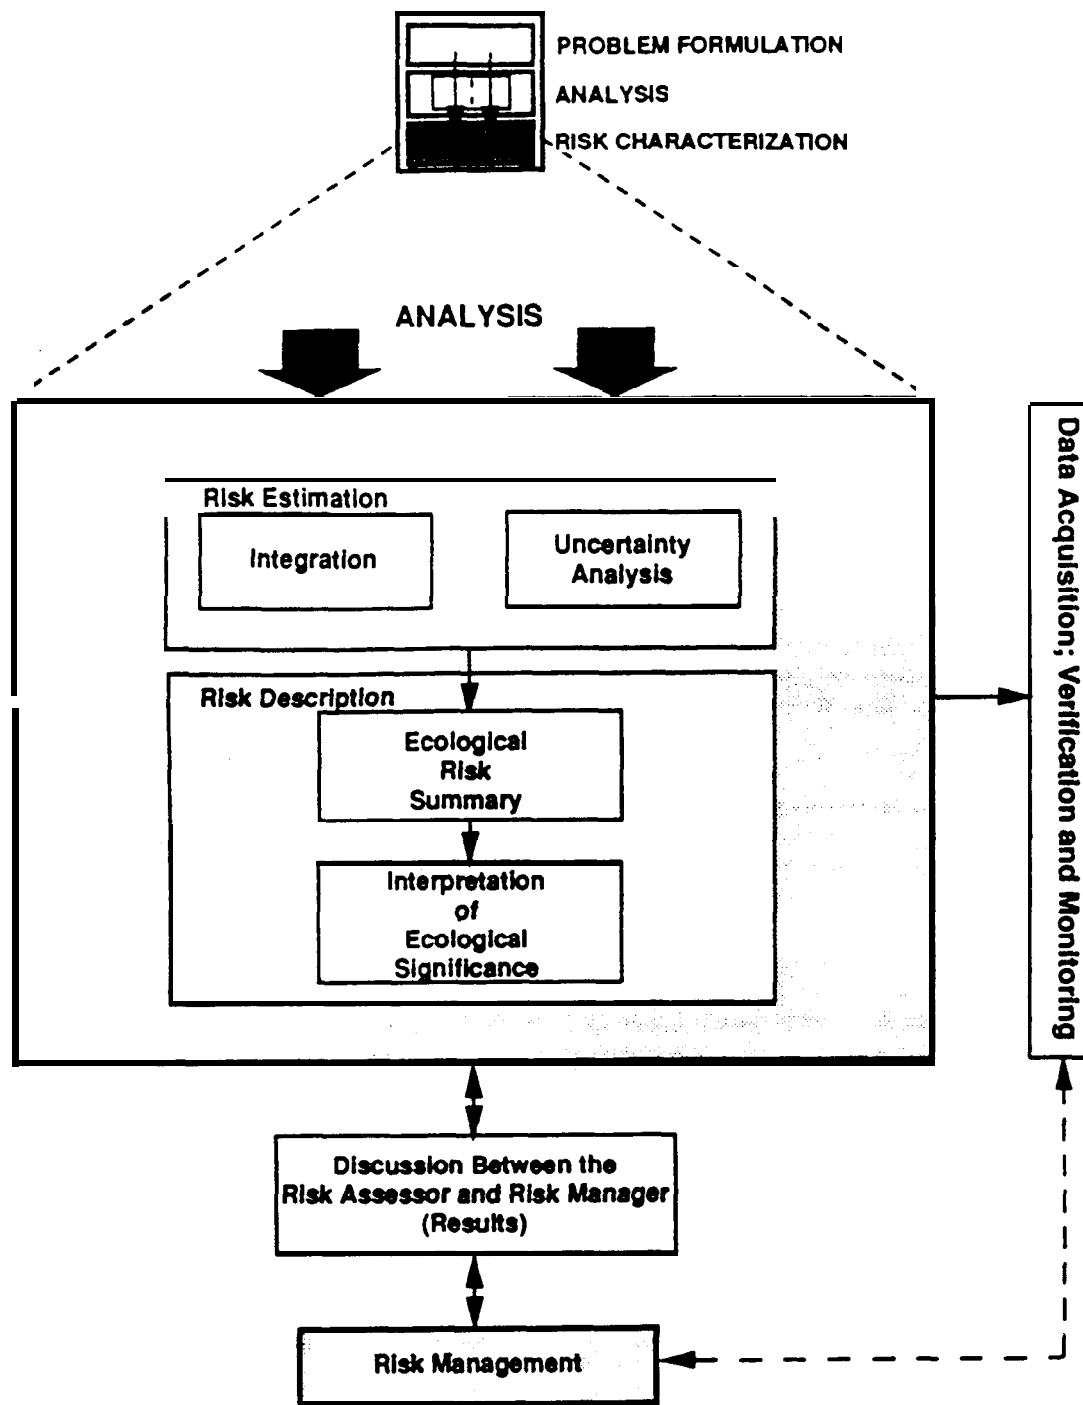 PROBLEM FORMULATION
ANALYSIS
RISK CHARACTERIZATION
ANALYSIS
Risk Estimation
Integration
Uncertainty
Analysis
Risk Description
Ecological
Risk
Summary
Interpretation
of
Ecological
Significance
Data Acquisition; Verification and Monitoring
Discussion Between the
Risk Assessor and Risk Manager
(Results)
Risk Management